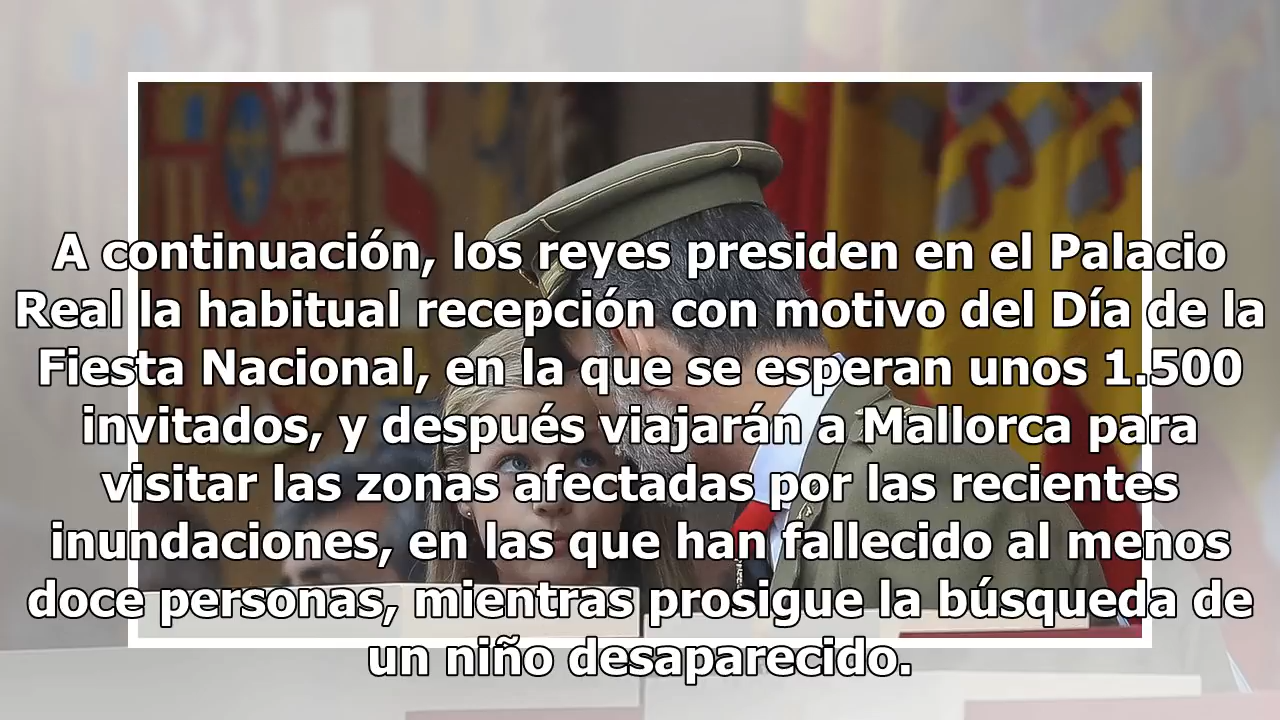 A continuación, los reyes presiden en el Palacio
Real la habitual recepción con motivo del Día de la
Fiesta Nacional, en la que se esperan unos 1.500
invitados, y después viajarán a Mallorca para
visitar las zonas afectadas por las recientes
inundaciones, en las que han fallecido al menos
doce personas, mientras prosigue la búsqueda de
un niño desaparecido.